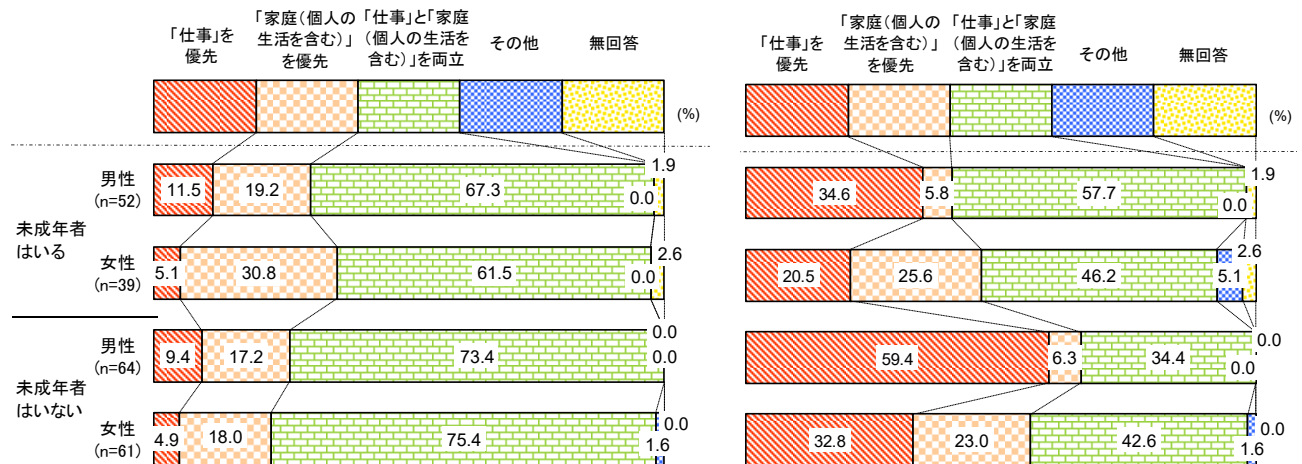 「仕事」を
優先
「家庭(個人の
生活を含む)」
を優先
「仕事」と「家庭
(個人の生活を
含む)」を両立
その他
無回答
(%)
未成年者
はいる
男性
(n=52)
11.5
19.2
67.3
0.0
1.9
女性
(n=39)
5.1
30.8
61.5
0.0
2.6
未成年者
はいない
男性
(n=64)
9.4
17.2
73.4
0.0
0.0
女性
(n=61)
4.9
18.0
75.4
1.6
0.0
「仕事」を
優先
「家庭(個人の
生活を含む)」
を優先
「仕事」と「家庭
(個人の生活を
含む)」を両立
その他
無回答
(%)
34.6
5.8
57.7
0.0
1.9
20.5
25.6
46.2
5.1
2.6
59.4
6.3
34.4
0.0
0.0
32.8
23.0
42.6
1.6
0.0